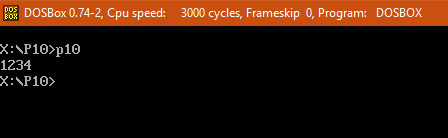 DOSBox 0.74-2, Cpu speed: 3000 cycles, Frameskip 0, Program: DOSBOX
X:\P10>p10
1234
X:\P10>